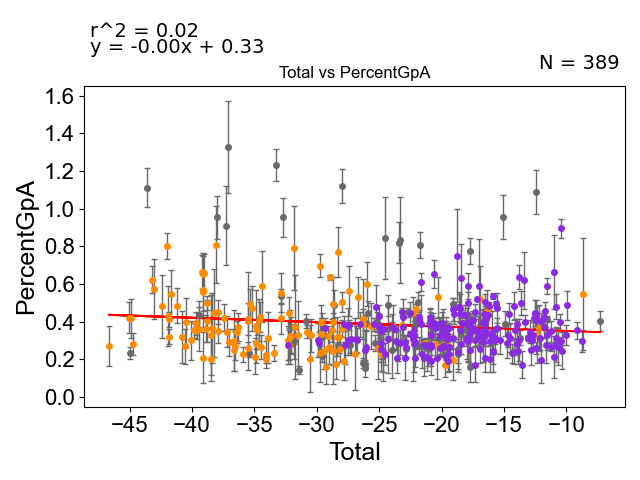 r^2 = 0.02
y = -0.00x + 0.33
N = 389
Total vs PercentGpA
1.6
1.4
1.2
1.0
0.8
0.6
0.4
0.2
0.0
PercentGpA
−45 −40 −35 −30 −25 −20 −15 −10
Total